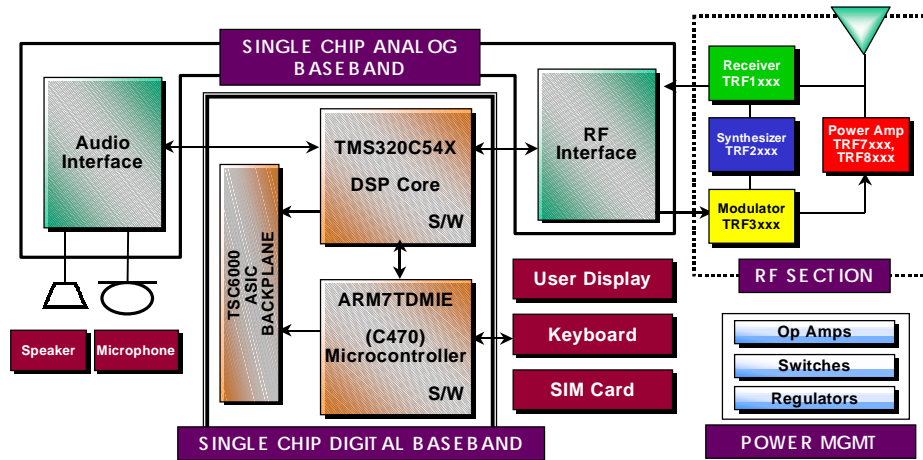 SINGLE CHIP ANALOG
BASEBAND
Audio
Interface
TMS320C54X
DSP Core
S/W
RF
Interface
Receiver
TRF1xxx
Synthesizer
TRF2xxx
Power Amp
TRF7xxx,
TRF8xxx
Modulator
TRF3xxx
RF SECTION
TSC6000
ASIC
BACKPLANE
ARM7TDMIE
(C470)
Microcontroller
S/W
User Display
Keyboard
SIM Card
Speaker
Microphone
Op Amps
Switches
Regulators
SINGLE CHIP DIGITAL BASEBAND
POWER MGMT